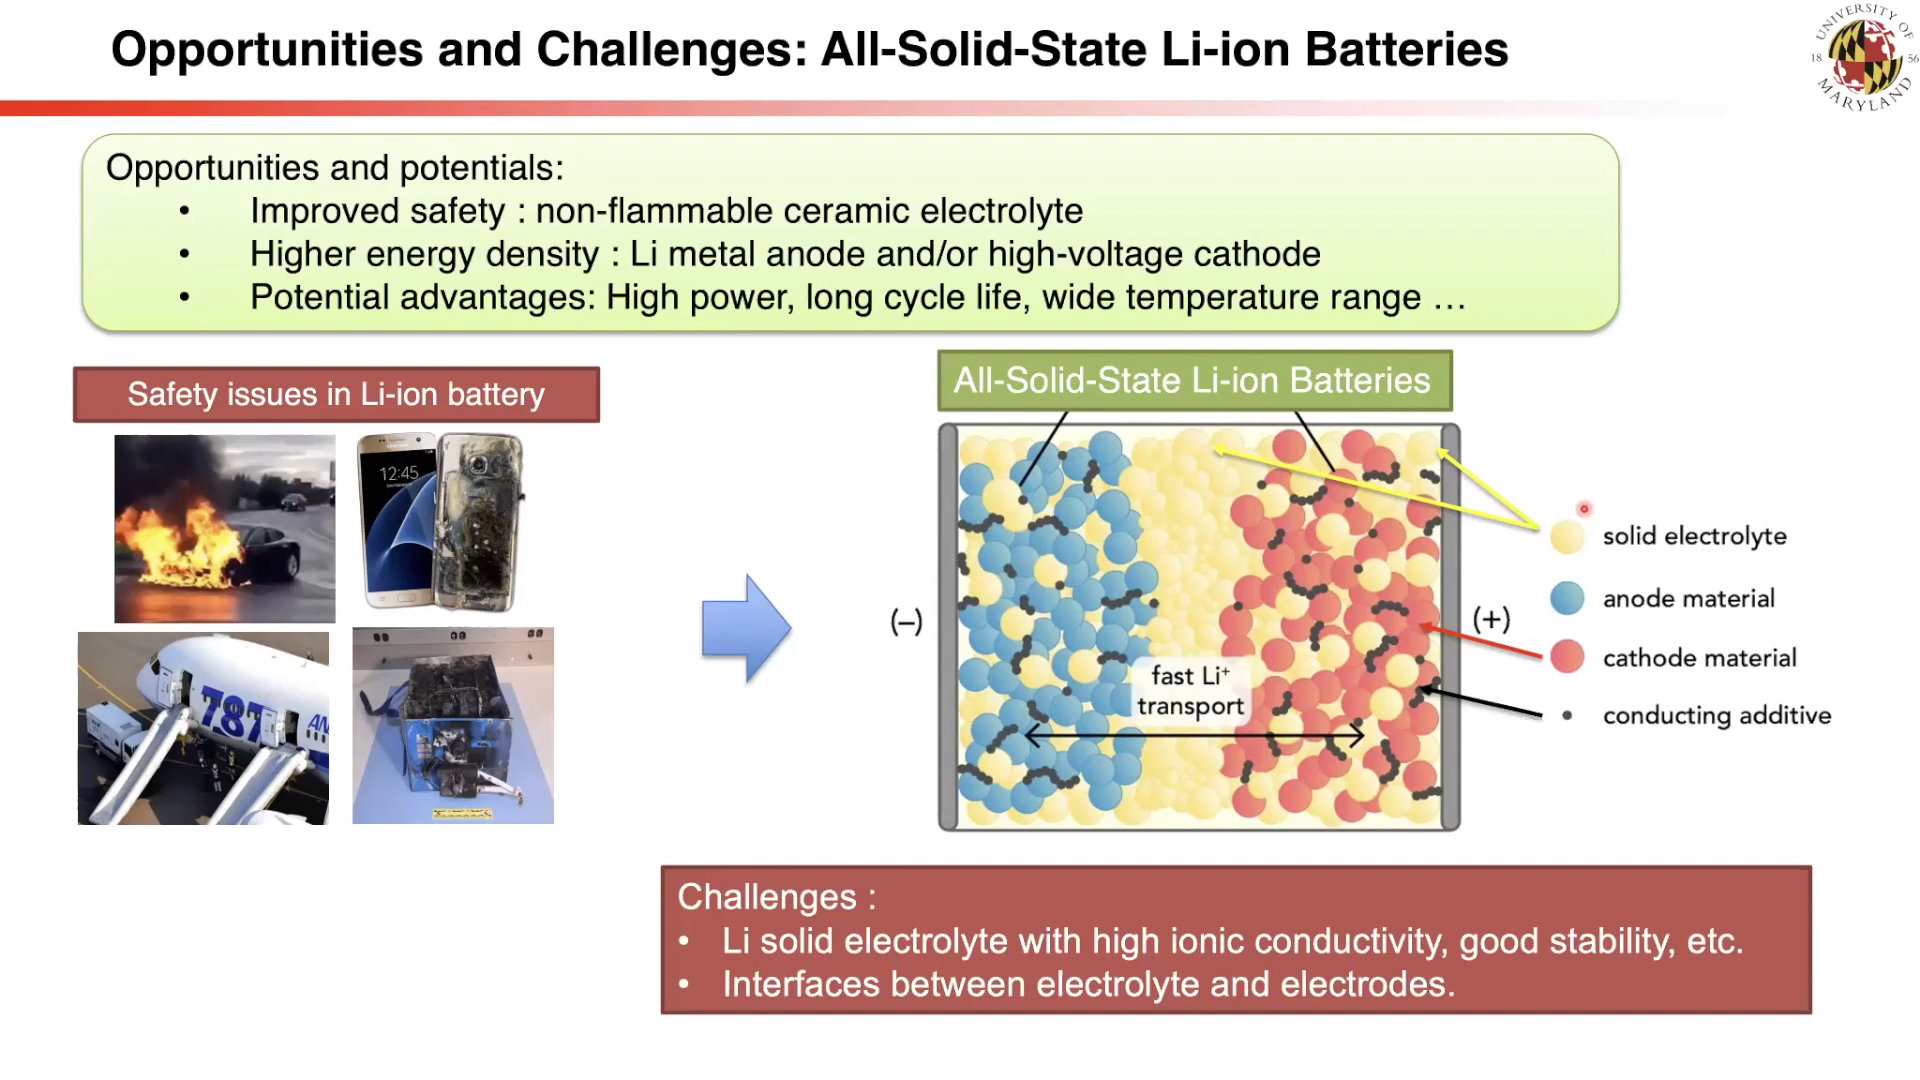 Opportunities and Challenges: All-Solid-State Li-ion Batteries
UNIVERSITY OF
18 56
MARYLAND
Opportunities and potentials:
• Improved safety : non-flammable ceramic electrolyte
• Higher energy density : Li metal anode and/or high-voltage cathode
• Potential advantages: High power, long cycle life, wide temperature range …
Safety issues in Li-ion battery
12:45
787
AN
All-Solid-State Li-ion Batteries
(–)
(+)
fast Li⁺
transport
solid electrolyte
anode material
cathode material
conducting additive
Challenges :
• Li solid electrolyte with high ionic conductivity, good stability, etc.
• Interfaces between electrolyte and electrodes.